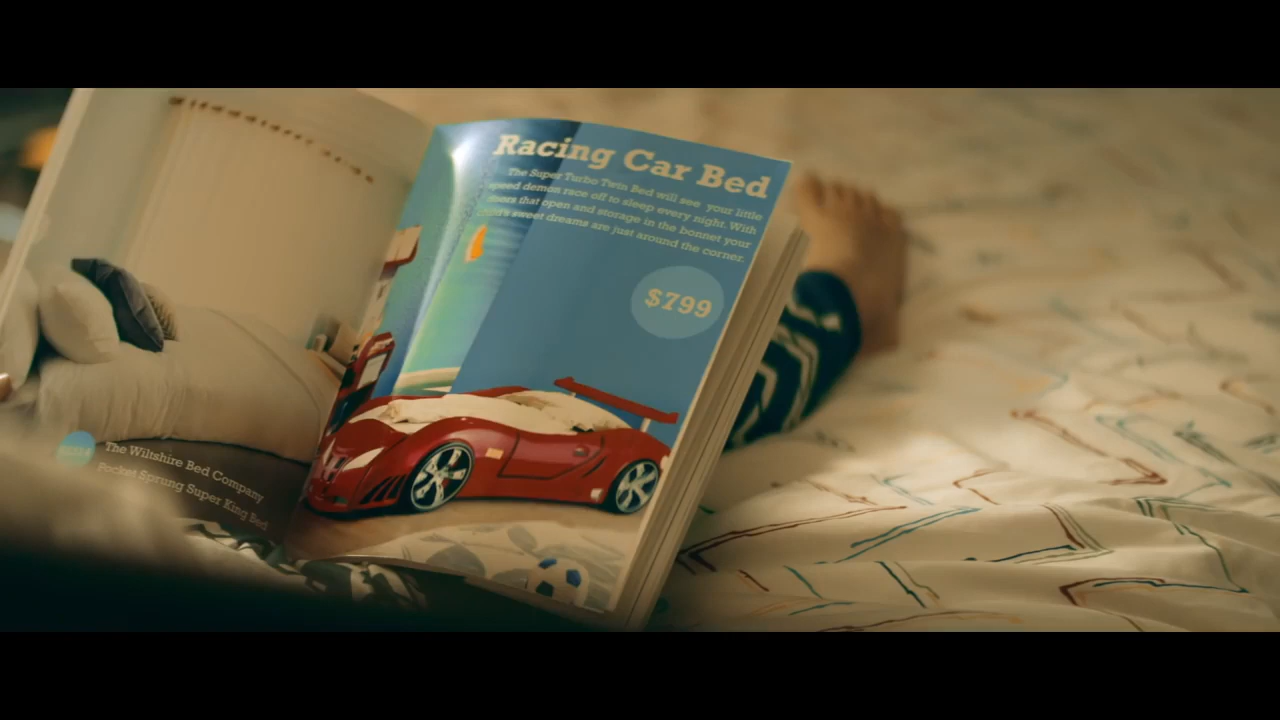 Racing Car Bed
The Super Turbo Twin Bed will see your little
speed demon race off to sleep every night. With
doors that open and storage in the bonnet your
child's sweet dreams are just around the corner.
$799
The Wiltshire Bed Company
Pocket Sprung Super King Bed